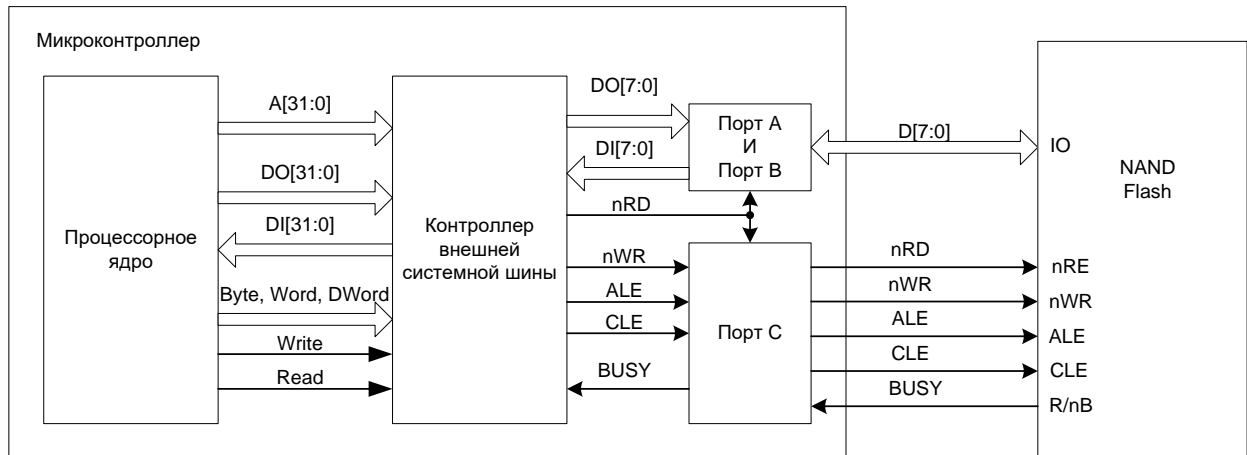 Микроконтроллер
Процессорное
ядро
A[31:0]
DO[31:0]
DI[31:0]
Byte, Word, DWord
Write
Read
Контроллер
внешней
системной шины
DO[7:0]
DI[7:0]
nRD
nWR
ALE
CLE
BUSY
Порт А
И
Порт В
Порт С
D[7:0]
nRD
nWR
ALE
CLE
BUSY
IO
NAND
Flash
nRE
nWR
ALE
CLE
R/nB